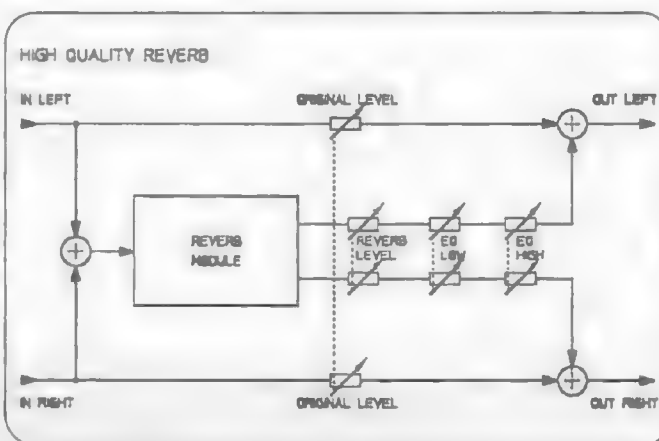 HIGH QUALITY REVERB
IN LEFT
ORIGINAL LEVEL
OUT LEFT
REVERB
MODULE
REVERB
LEVEL
EQ
LOW
EQ
HIGH
IN RIGHT
ORIGINAL LEVEL
OUT RIGHT